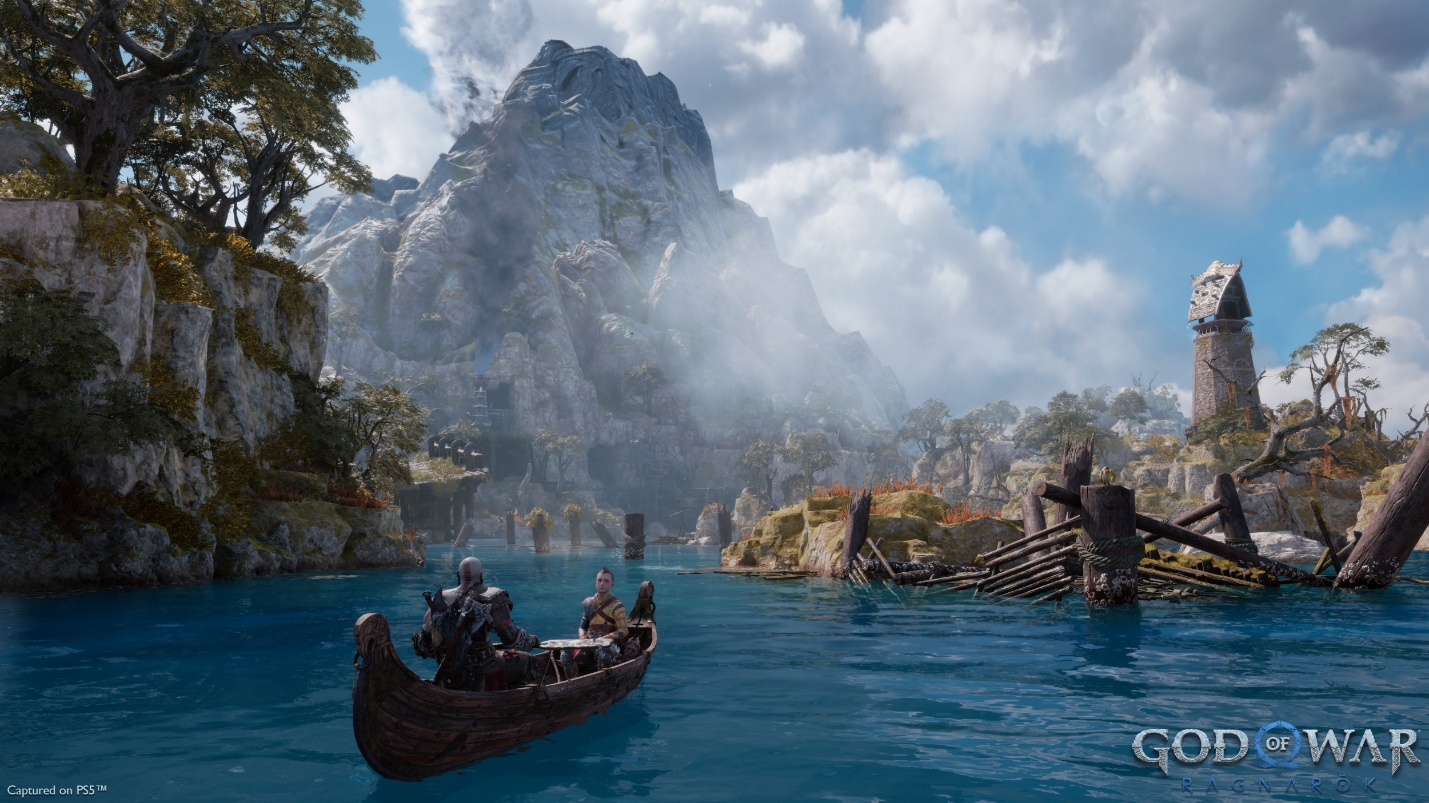 GOD OF WAR
RAGNARÖK
Captured on PS5™